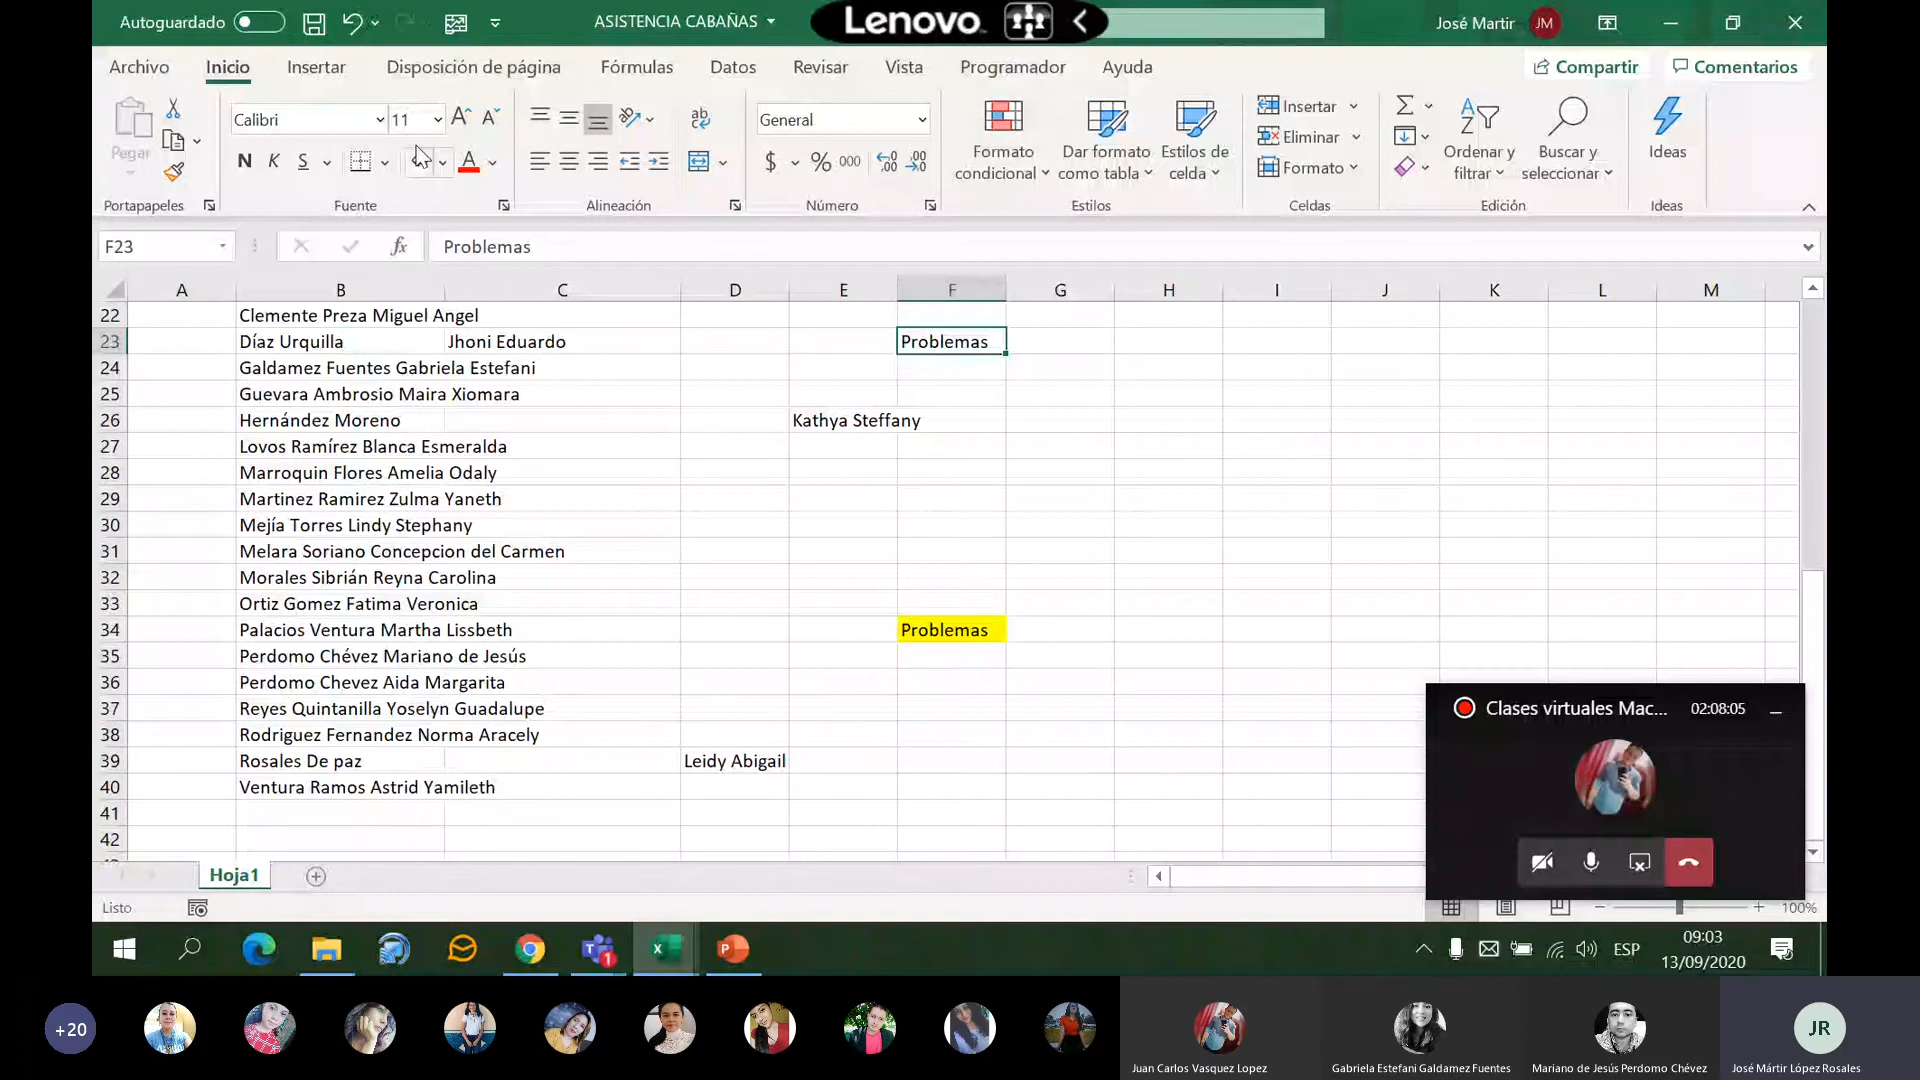 Autoguardado
ASISTENCIA CABAÑAS
Lenovo
José Martir
JM
Archivo
Inicio
Insertar
Disposición de página
Fórmulas
Datos
Revisar
Vista
Programador
Ayuda
Compartir
Comentarios
Pegar
Portapapeles
Calibri
11
N
K
S
A
Fuente
ab
Alineación
General
$
%
000
Número
Formato condicional
Dar formato como tabla
Estilos de celda
Estilos
Insertar
Eliminar
Formato
Celdas
Ordenar y filtrar
Buscar y seleccionar
Edición
Ideas
Ideas
F23
fx
Problemas
A B C D E F G H I J K L M
22 Clemente Preza Miguel Angel
23 Díaz Urquilla Jhoni Eduardo Problemas
24 Galdamez Fuentes Gabriela Estefani
25 Guevara Ambrosio Maira Xiomara
26 Hernández Moreno Kathya Steffany
27 Lovos Ramírez Blanca Esmeralda
28 Marroquin Flores Amelia Odaly
29 Martinez Ramirez Zulma Yaneth
30 Mejía Torres Lindy Stephany
31 Melara Soriano Concepcion del Carmen
32 Morales Sibrián Reyna Carolina
33 Ortiz Gomez Fatima Veronica
34 Palacios Ventura Martha Lissbeth Problemas
35 Perdomo Chévez Mariano de Jesús
36 Perdomo Chevez Aida Margarita
37 Reyes Quintanilla Yoselyn Guadalupe
38 Rodriguez Fernandez Norma Aracely
39 Rosales De paz Leidy Abigail
40 Ventura Ramos Astrid Yamileth
41
42
Clases virtuales Mac...
02:08:05
Hoja1
Listo
100%
ESP
09:03
13/09/2020
+20
JR
Juan Carlos Vasquez Lopez
Gabriela Estefani Galdamez Fuentes
Mariano de Jesús Perdomo Chévez
José Mártir López Rosales